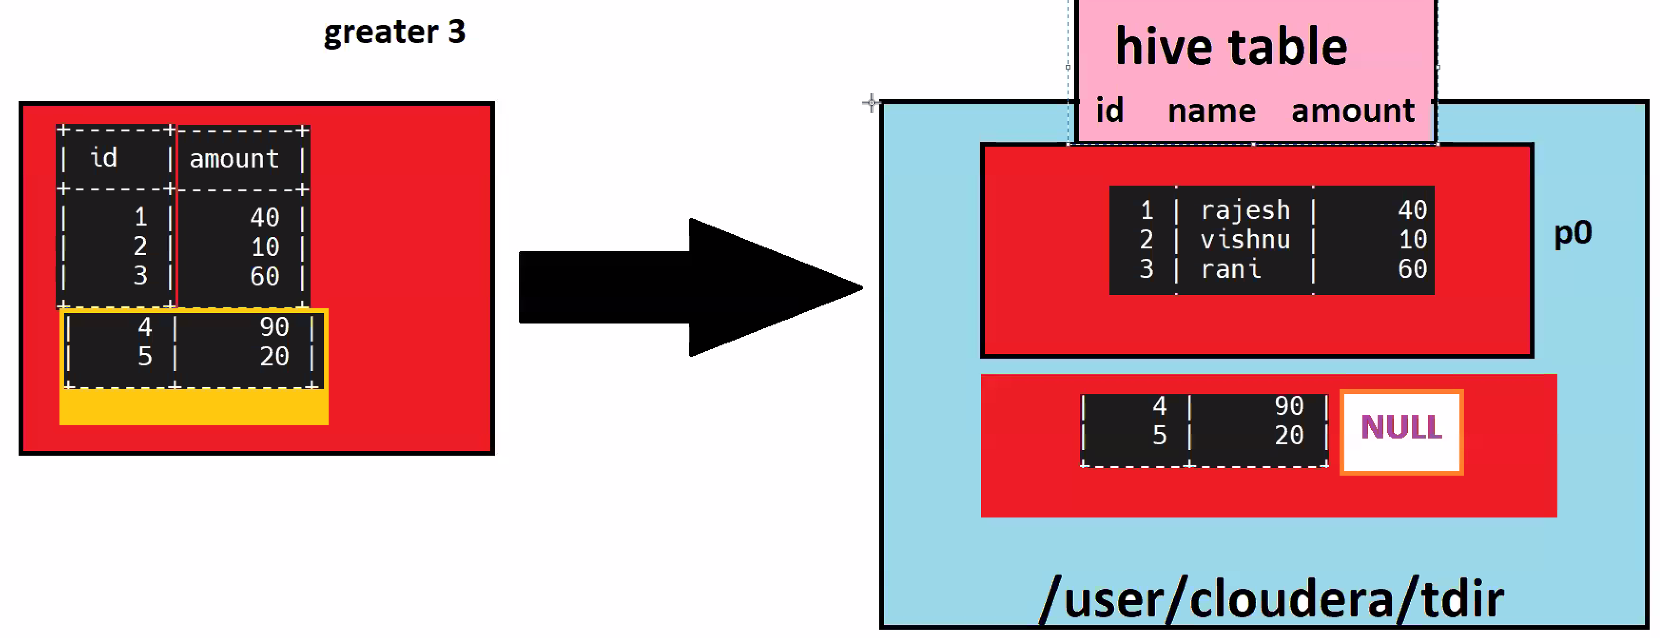 greater 3
+------+--------+
| id | amount |
+------+--------+
| 1 | 40 |
| 2 | 10 |
| 3 | 60 |
+------+--------+
| 4 | 90 |
| 5 | 20 |
+------+--------+
hive table
id name amount
1 | rajesh | 40
2 | vishnu | 10
3 | rani | 60
p0
| 4 | 90 |
| 5 | 20 |
+------+--------+
NULL
/user/cloudera/tdir